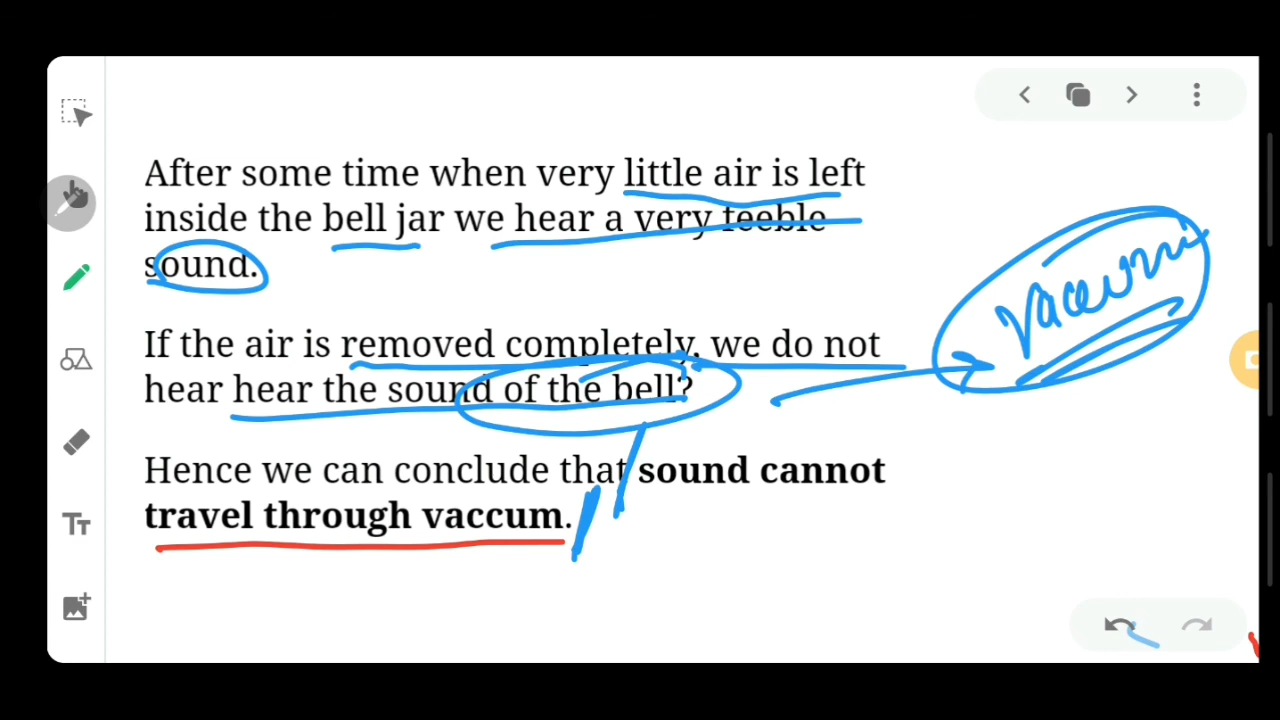 After some time when very little air is left
inside the bell jar we hear a very feeble
sound.
If the air is removed completely, we do not
hear hear the sound of the bell?
Hence we can conclude that sound cannot
travel through vaccum.
vaccum
TT